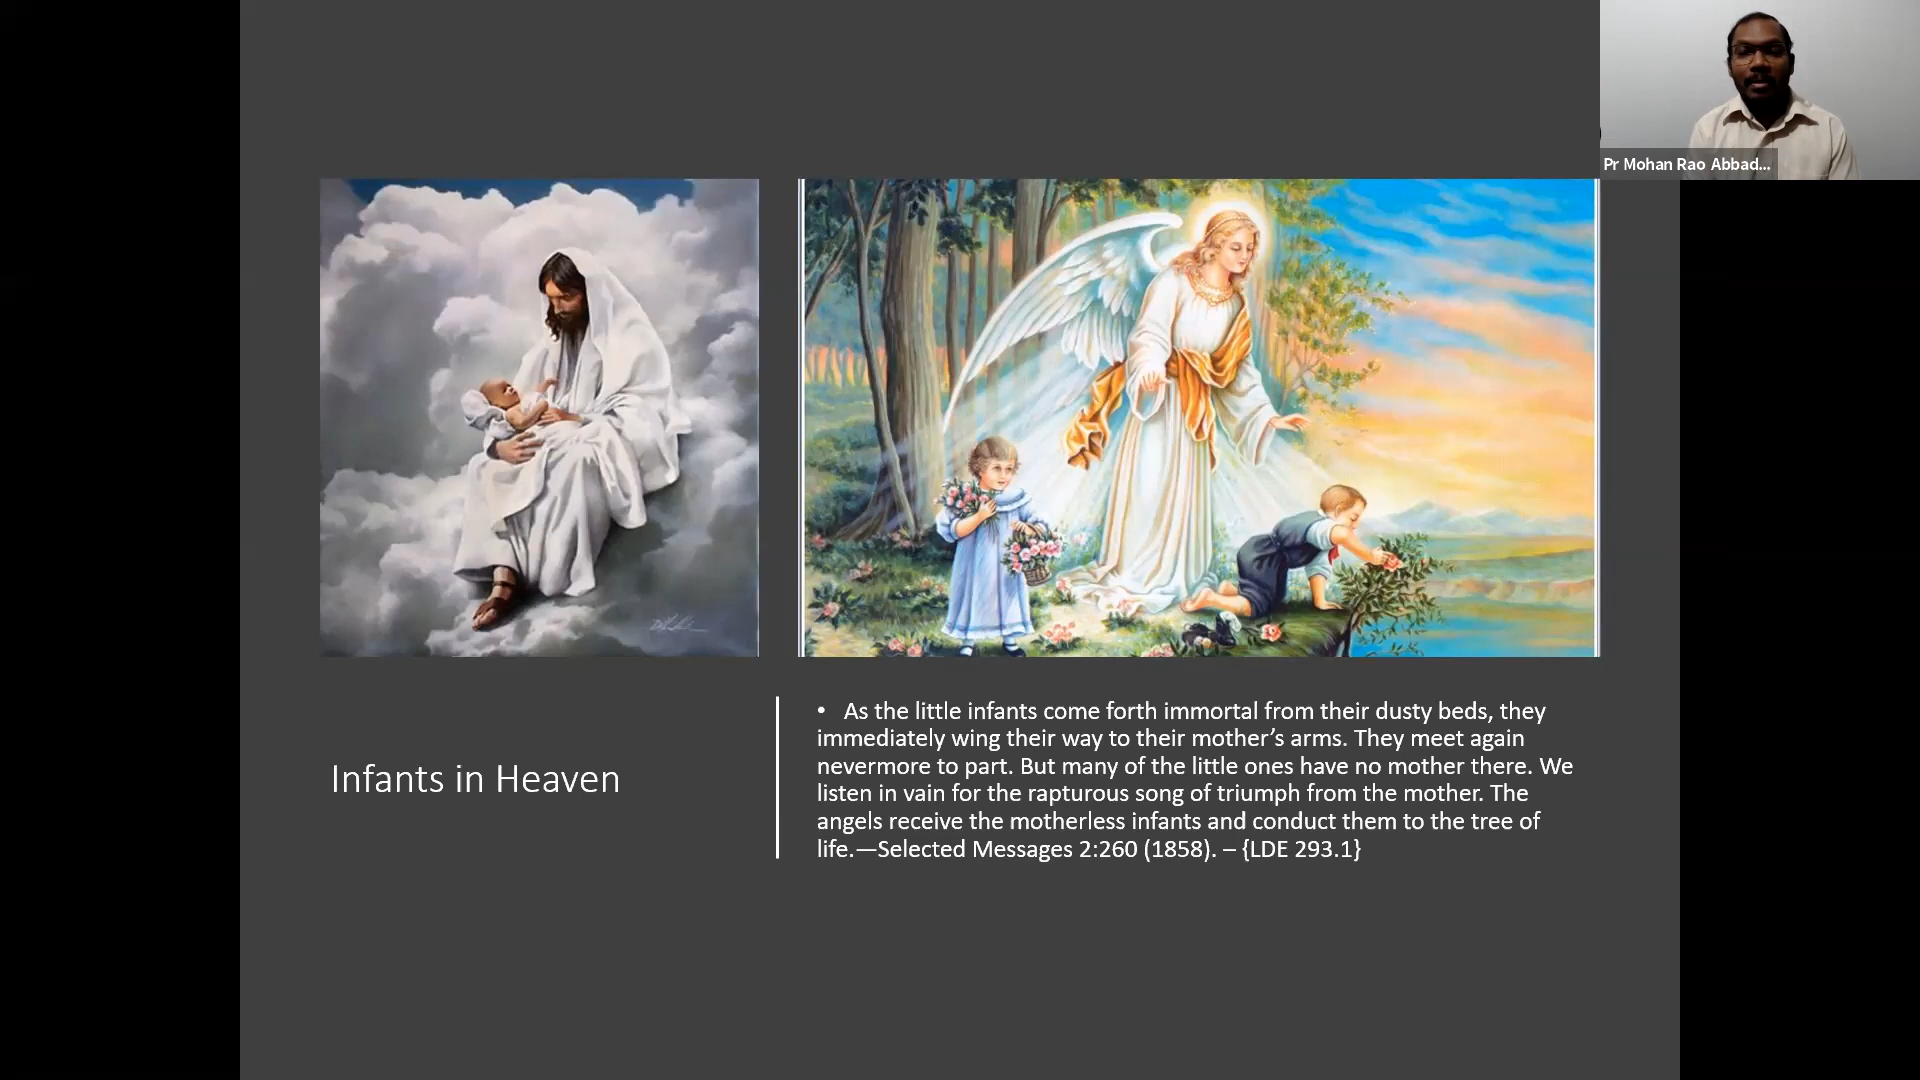 Pr Mohan Rao Abbad...
Infants in Heaven
• As the little infants come forth immortal from their dusty beds, they
immediately wing their way to their mother’s arms. They meet again
nevermore to part. But many of the little ones have no mother there. We
listen in vain for the rapturous song of triumph from the mother. The
angels receive the motherless infants and conduct them to the tree of
life.—Selected Messages 2:260 (1858). – {LDE 293.1}